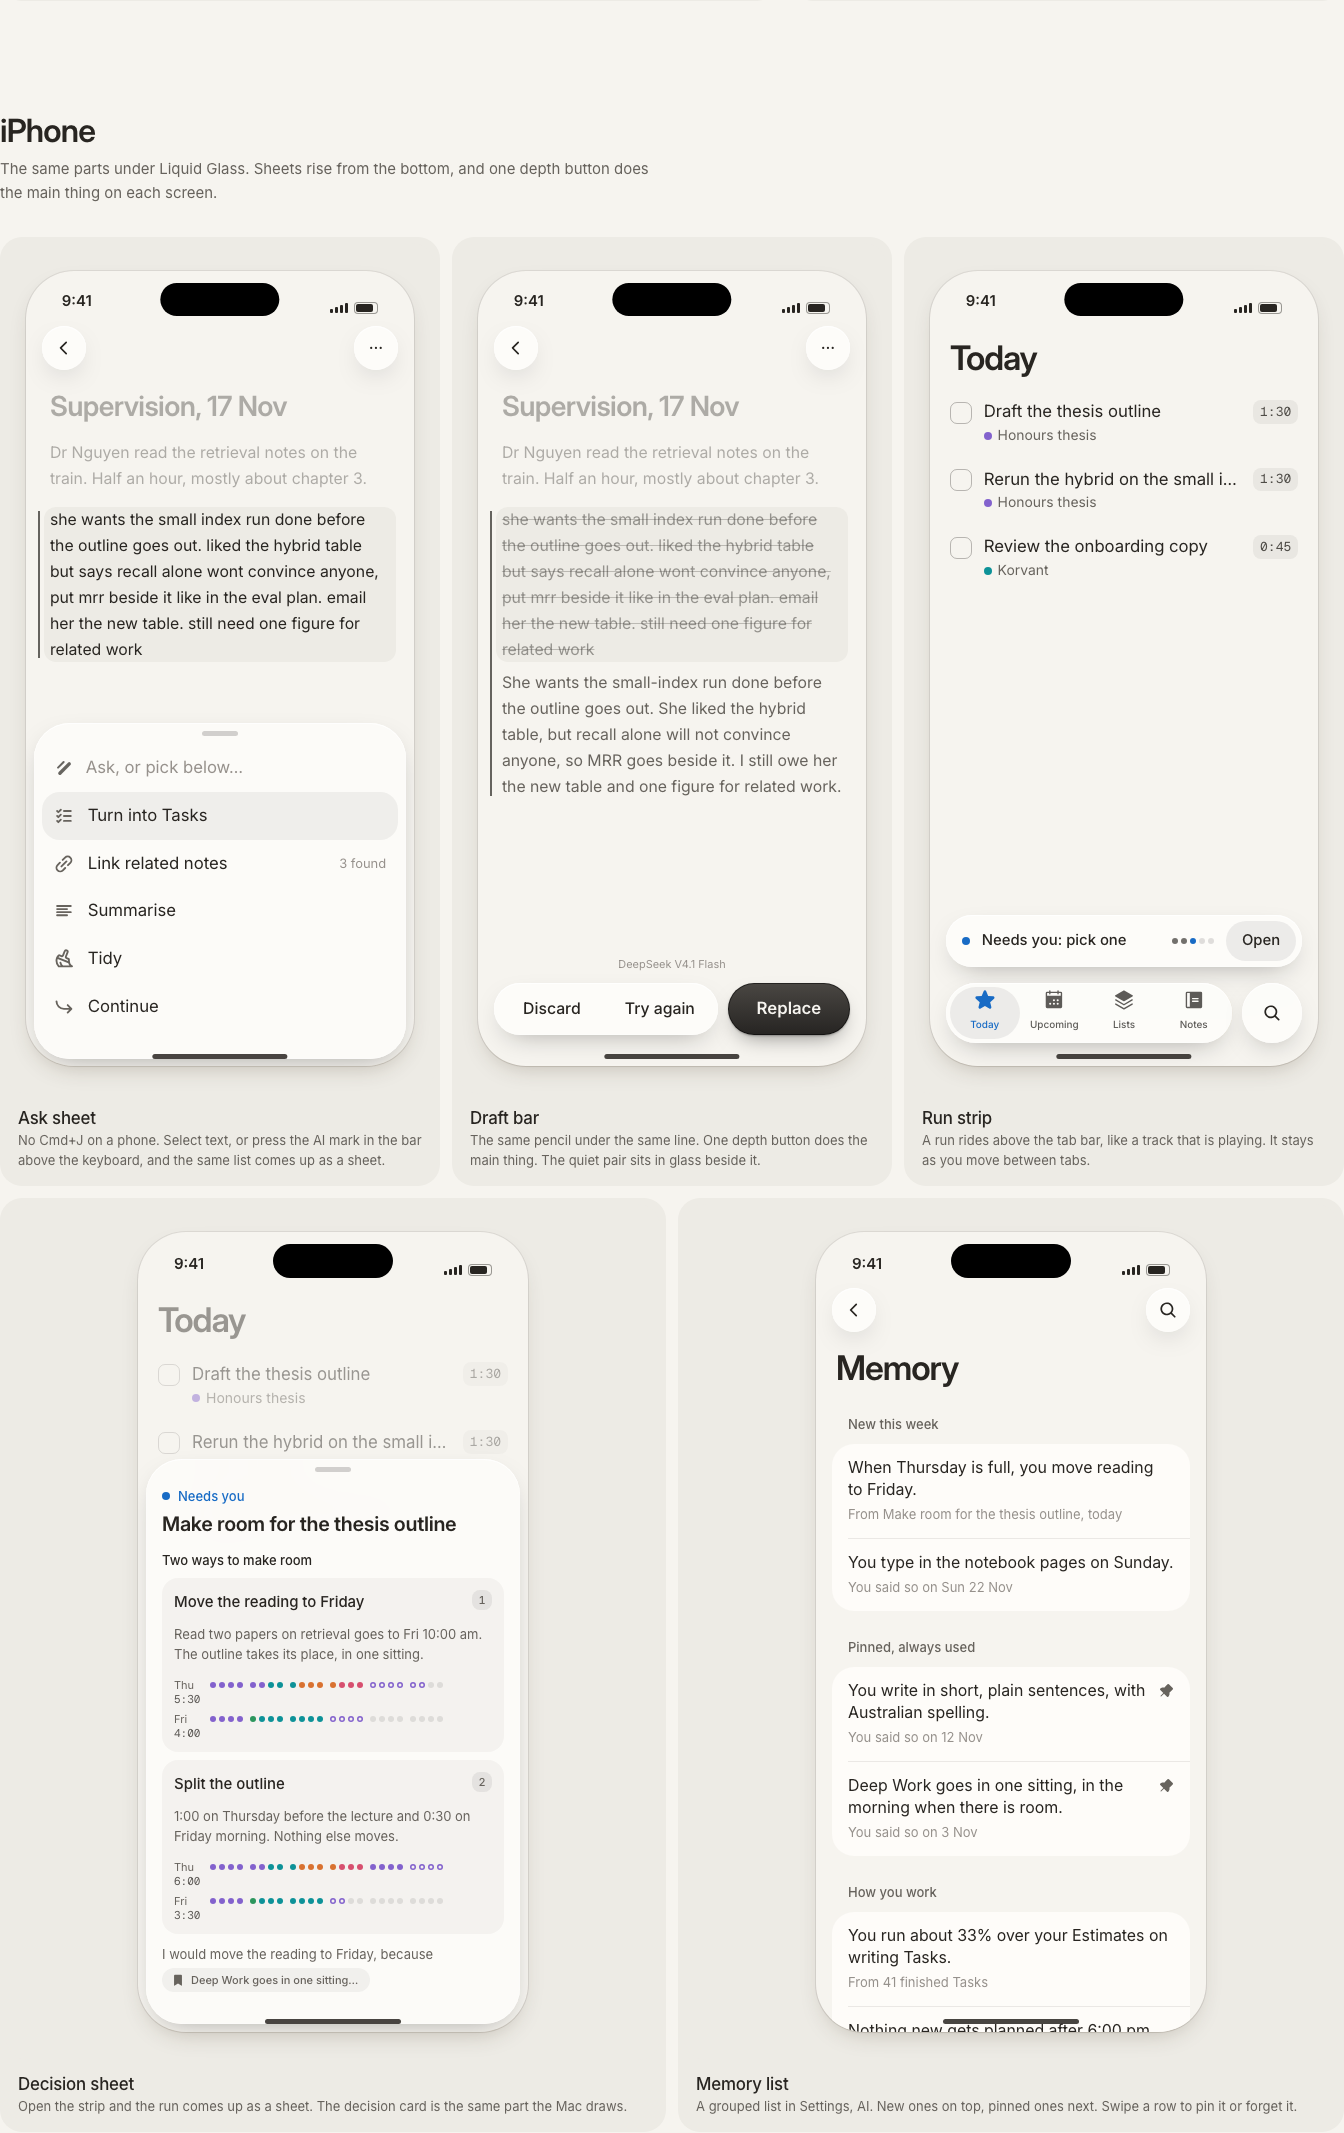 iPhone
The same parts under Liquid Glass. Sheets rise from the bottom, and one depth button does
the main thing on each screen.
9:41
Supervision, 17 Nov
Dr Nguyen read the retrieval notes on the
train. Half an hour, mostly about chapter 3.
she wants the small index run done before
the outline goes out. liked the hybrid table
but says recall alone wont convince anyone,
put mrr beside it like in the eval plan. email
her the new table. still need one figure for
related work
Ask, or pick below...
Turn into Tasks
Link related notes
3 found
Summarise
Tidy
Continue
Ask sheet
No Cmd+J on a phone. Select text, or press the AI mark in the bar
above the keyboard, and the same list comes up as a sheet.
9:41
Supervision, 17 Nov
Dr Nguyen read the retrieval notes on the
train. Half an hour, mostly about chapter 3.
she wants the small index run done before
the outline goes out. liked the hybrid table
but says recall alone wont convince anyone,
put mrr beside it like in the eval plan. email
her the new table. still need one figure for
related work
She wants the small-index run done before
the outline goes out. She liked the hybrid
table, but recall alone will not convince
anyone, so MRR goes beside it. I still owe her
the new table and one figure for related work.
DeepSeek V4.1 Flash
Discard
Try again
Replace
Draft bar
The same pencil under the same line. One depth button does the
main thing. The quiet pair sits in glass beside it.
9:41
Today
Draft the thesis outline
1:30
Honours thesis
Rerun the hybrid on the small i...
1:30
Honours thesis
Review the onboarding copy
0:45
Korvant
Needs you: pick one
Open
Today
Upcoming
Lists
Notes
Run strip
A run rides above the tab bar, like a track that is playing. It stays
as you move between tabs.
9:41
Today
Draft the thesis outline
1:30
Honours thesis
Rerun the hybrid on the small i...
1:30
Needs you
Make room for the thesis outline
Two ways to make room
Move the reading to Friday
1
Read two papers on retrieval goes to Fri 10:00 am.
The outline takes its place, in one sitting.
Thu
5:30
Fri
4:00
Split the outline
2
1:00 on Thursday before the lecture and 0:30 on
Friday morning. Nothing else moves.
Thu
6:00
Fri
3:30
I would move the reading to Friday, because
Deep Work goes in one sitting...
Decision sheet
Open the strip and the run comes up as a sheet. The decision card is the same part the Mac draws.
9:41
Memory
New this week
When Thursday is full, you move reading
to Friday.
From Make room for the thesis outline, today
You type in the notebook pages on Sunday.
You said so on Sun 22 Nov
Pinned, always used
You write in short, plain sentences, with
Australian spelling.
You said so on 12 Nov
Deep Work goes in one sitting, in the
morning when there is room.
You said so on 3 Nov
How you work
You run about 33% over your Estimates on
writing Tasks.
From 41 finished Tasks
Nothing new gets planned after 6:00 pm
Memory list
A grouped list in Settings, AI. New ones on top, pinned ones next. Swipe a row to pin it or forget it.